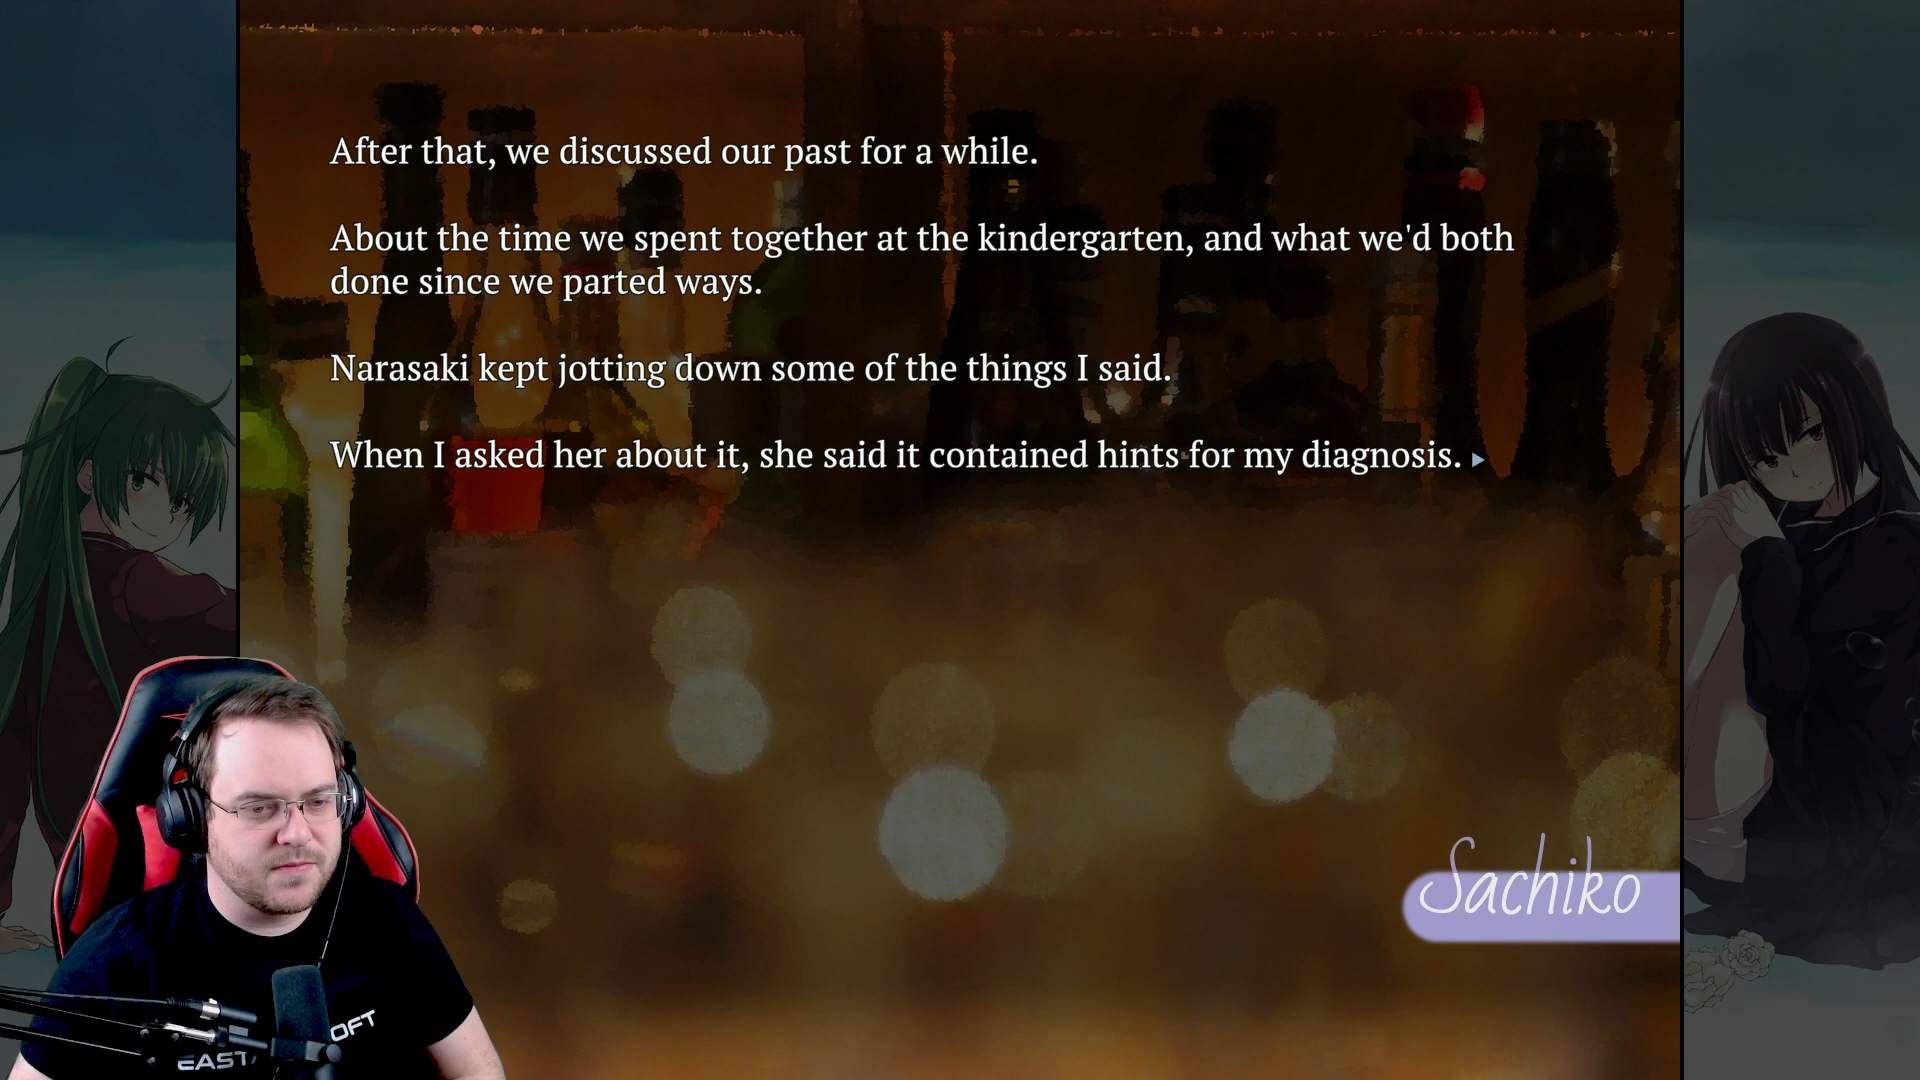 After that, we discussed our past for a while.
About the time we spent together at the kindergarten, and what we'd both
done since we parted ways.
Narasaki kept jotting down some of the things I said.
When I asked her about it, she said it contained hints for my diagnosis.
Sachiko